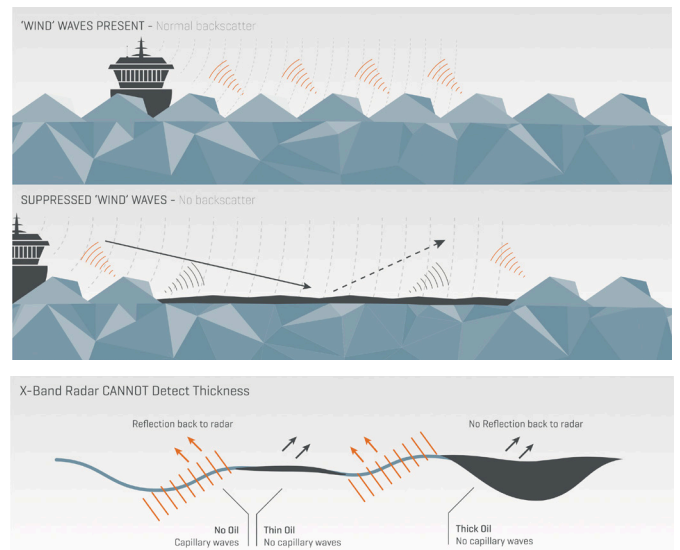 'WIND' WAVES PRESENT - Normal backscatter
SUPPRESSED 'WIND' WAVES - No backscatter
X-Band Radar CANNOT Detect Thickness
Reflection back to radar
No Reflection back to radar
No Oil
Capillary waves
Thin Oil
No capillary waves
Thick Oil
No capillary waves